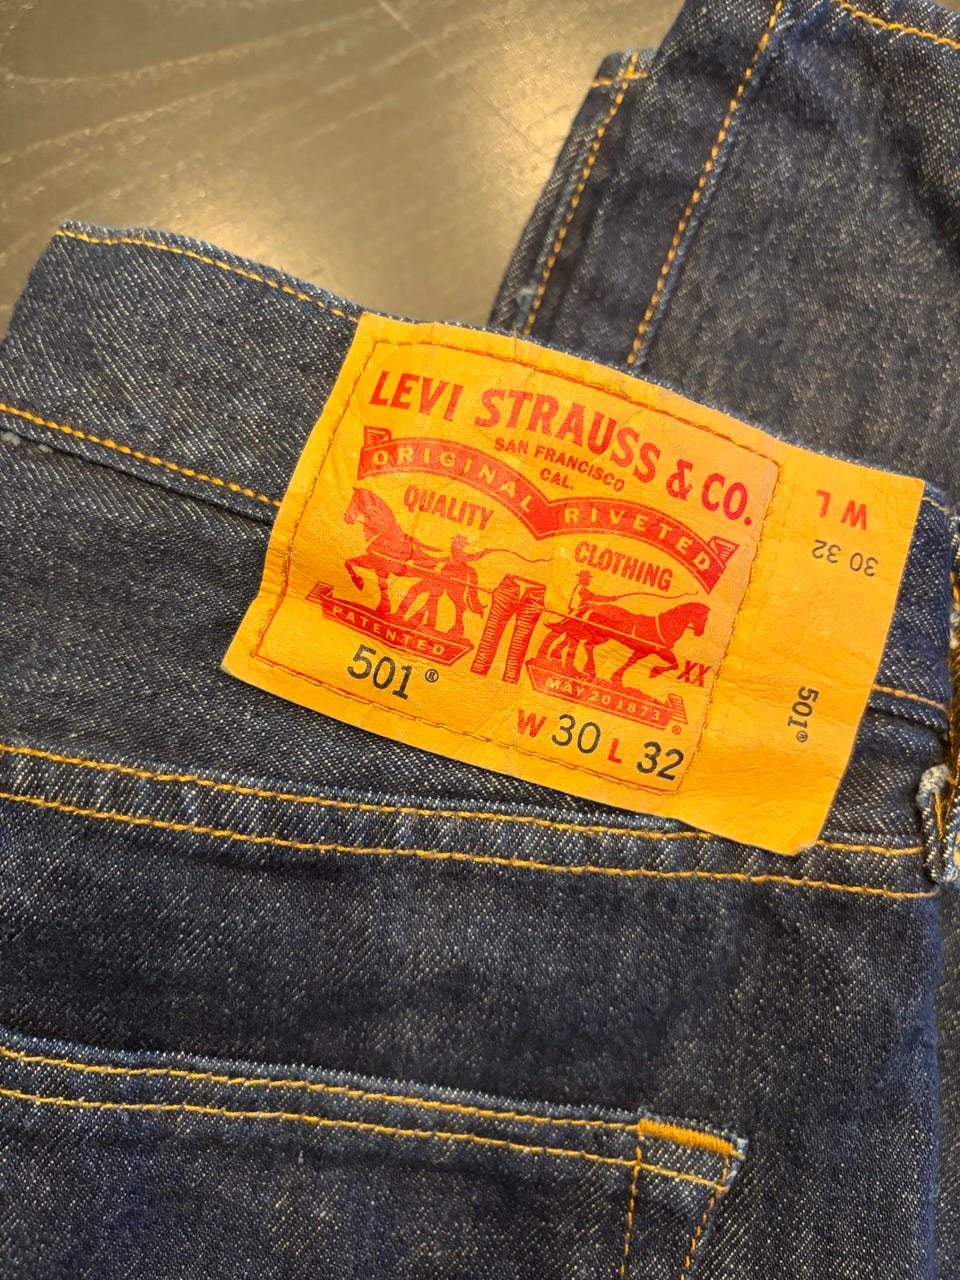 LEVI STRAUSS & CO.
SAN FRANCISCO
CAL.
ORIGINAL RIVETED
QUALITY
CLOTHING
XX
PATENTED
MAY 20 1873 ®
501®
W 30 L 32
W L
30 32
501®